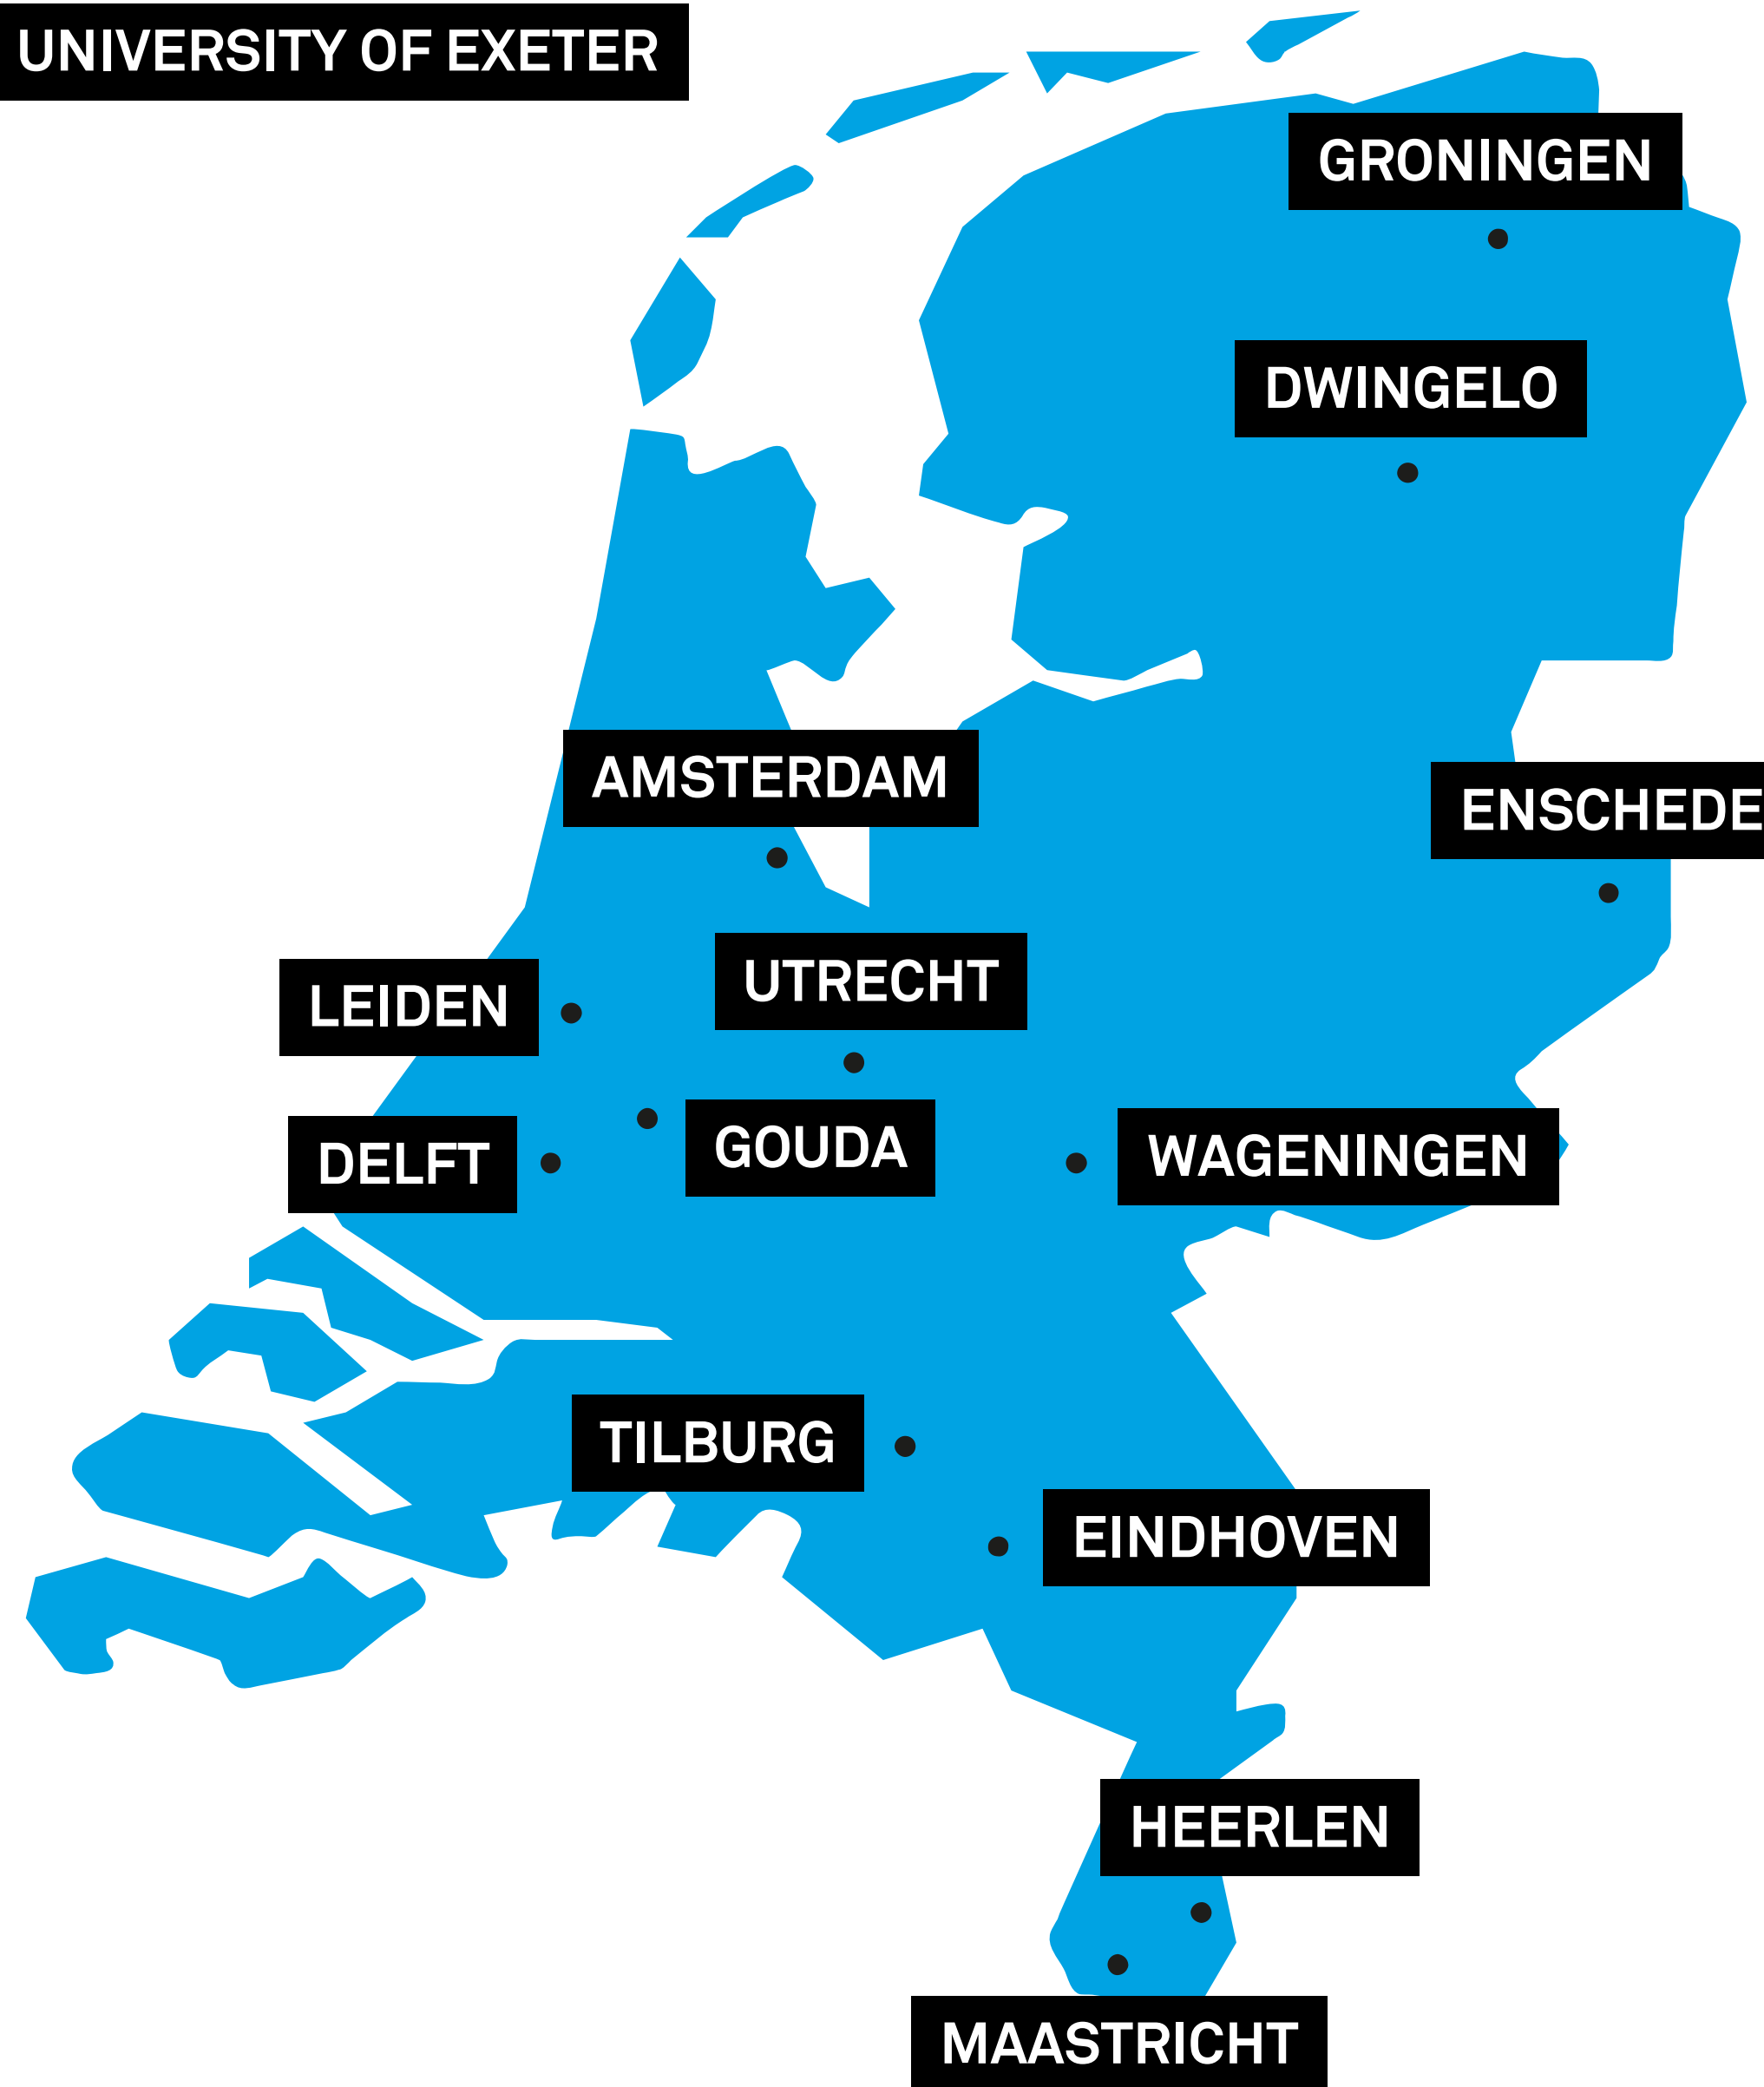 UNIVERSITY OF EXETER
GRONINGEN
DWINGELO
AMSTERDAM
ENSCHEDE
UTRECHT
LEIDEN
GOUDA
WAGENINGEN
DELFT
TILBURG
EINDHOVEN
HEERLEN
MAASTRICHT